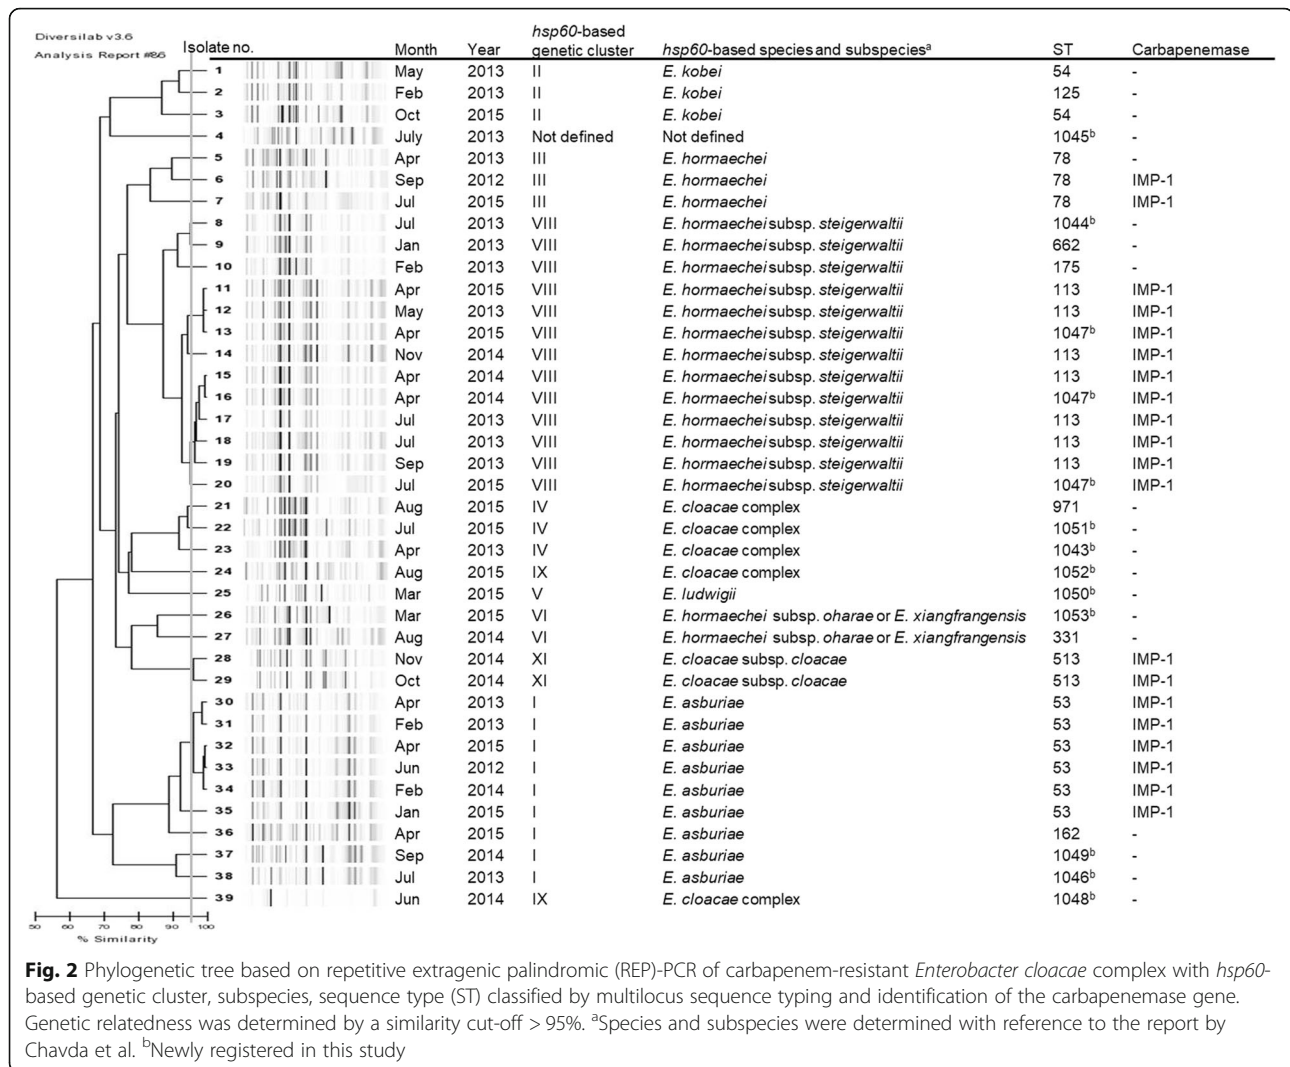 Diversilab v3.6
Analysis Report #86
Isolate no. Month Year hsp60-based genetic cluster hsp60-based species and subspeciesa ST Carbapenemase
1 May 2013 II E. kobei 54 -
2 Feb 2013 II E. kobei 125 -
3 Oct 2015 II E. kobei 54 -
4 July 2013 Not defined Not defined 1045b -
5 Apr 2013 III E. hormaechei 78 -
6 Sep 2012 III E. hormaechei 78 IMP-1
7 Jul 2015 III E. hormaechei 78 IMP-1
8 Jul 2013 VIII E. hormaechei subsp. steigerwaltii 1044b -
9 Jan 2013 VIII E. hormaechei subsp. steigerwaltii 662 -
10 Feb 2013 VIII E. hormaechei subsp. steigerwaltii 175 -
11 Apr 2015 VIII E. hormaechei subsp. steigerwaltii 113 IMP-1
12 May 2013 VIII E. hormaechei subsp. steigerwaltii 113 IMP-1
13 Apr 2015 VIII E. hormaechei subsp. steigerwaltii 1047b IMP-1
14 Nov 2014 VIII E. hormaechei subsp. steigerwaltii 113 IMP-1
15 Apr 2014 VIII E. hormaechei subsp. steigerwaltii 113 IMP-1
16 Apr 2014 VIII E. hormaechei subsp. steigerwaltii 1047b IMP-1
17 Jul 2013 VIII E. hormaechei subsp. steigerwaltii 113 IMP-1
18 Jul 2013 VIII E. hormaechei subsp. steigerwaltii 113 IMP-1
19 Sep 2013 VIII E. hormaechei subsp. steigerwaltii 113 IMP-1
20 Jul 2015 VIII E. hormaechei subsp. steigerwaltii 1047b IMP-1
21 Aug 2015 IV E. cloacae complex 971 -
22 Jul 2015 IV E. cloacae complex 1051b -
23 Apr 2013 IV E. cloacae complex 1043b -
24 Aug 2015 IX E. cloacae complex 1052b -
25 Mar 2015 V E. ludwigii 1050b -
26 Mar 2015 VI E. hormaechei subsp. oharae or E. xiangfrangensis 1053b -
27 Aug 2014 VI E. hormaechei subsp. oharae or E. xiangfrangensis 331 -
28 Nov 2014 XI E. cloacae subsp. cloacae 513 IMP-1
29 Oct 2014 XI E. cloacae subsp. cloacae 513 IMP-1
30 Apr 2013 I E. asburiae 53 IMP-1
31 Feb 2013 I E. asburiae 53 IMP-1
32 Apr 2015 I E. asburiae 53 IMP-1
33 Jun 2012 I E. asburiae 53 IMP-1
34 Feb 2014 I E. asburiae 53 IMP-1
35 Jan 2015 I E. asburiae 53 IMP-1
36 Apr 2015 I E. asburiae 162 -
37 Sep 2014 I E. asburiae 1049b -
38 Jul 2013 I E. asburiae 1046b -
39 Jun 2014 IX E. cloacae complex 1048b -
50 60 70 80 90 100
% Similarity
Fig. 2 Phylogenetic tree based on repetitive extragenic palindromic (REP)-PCR of carbapenem-resistant Enterobacter cloacae complex with hsp60-
based genetic cluster, subspecies, sequence type (ST) classified by multilocus sequence typing and identification of the carbapenemase gene.
Genetic relatedness was determined by a similarity cut-off > 95%. aSpecies and subspecies were determined with reference to the report by
Chavda et al. bNewly registered in this study